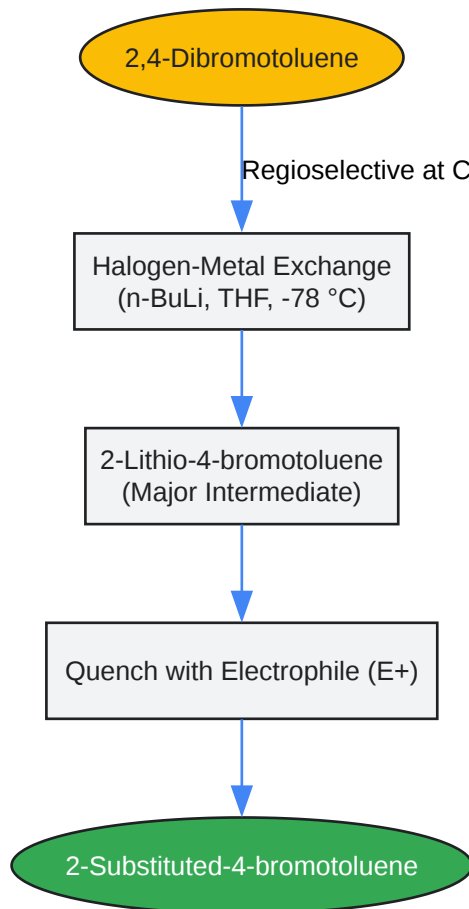 2,4-Dibromotoluene
Regioselective at C
Halogen-Metal Exchange
(n-BuLi, THF, -78 °C)
2-Lithio-4-bromotoluene
(Major Intermediate)
Quench with Electrophile (E+)
2-Substituted-4-bromotoluene